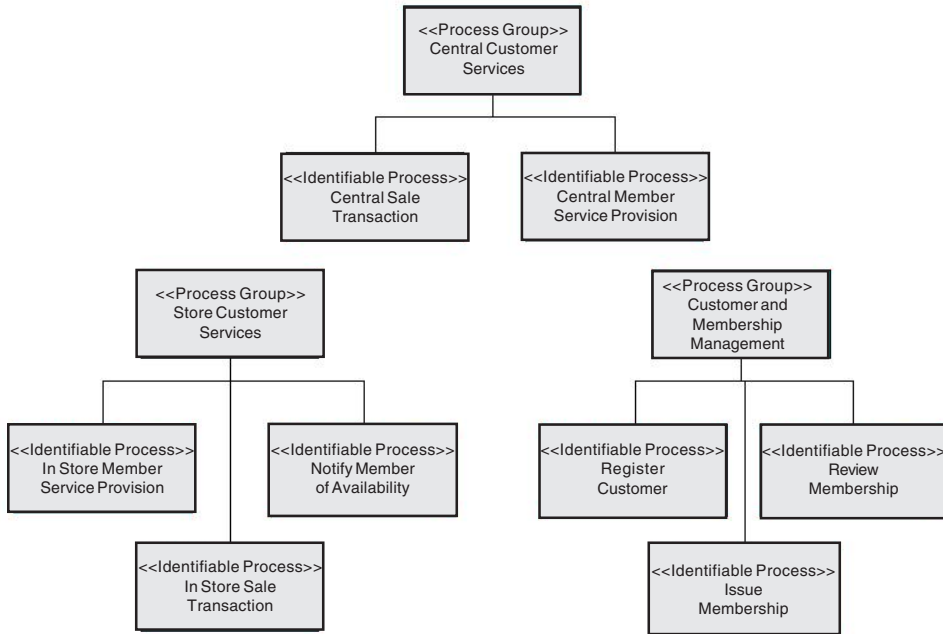 <<Process Group>>
Central Customer
Services
<<Identifiable Process>>
Central Sale
Transaction
<<Identifiable Process>>
Central Member
Service Provision
<<Process Group>>
Store Customer
Services
<<Process Group>>
Customer and
Membership
Management
<<Identifiable Process>>
In Store Member
Service Provision
<<Identifiable Process>>
Notify Member
of Availability
<<Identifiable Process>>
Register
Customer
<<Identifiable Process>>
Review
Membership
<<Identifiable Process>>
In Store Sale
Transaction
<<Identifiable Process>>
Issue
Membership